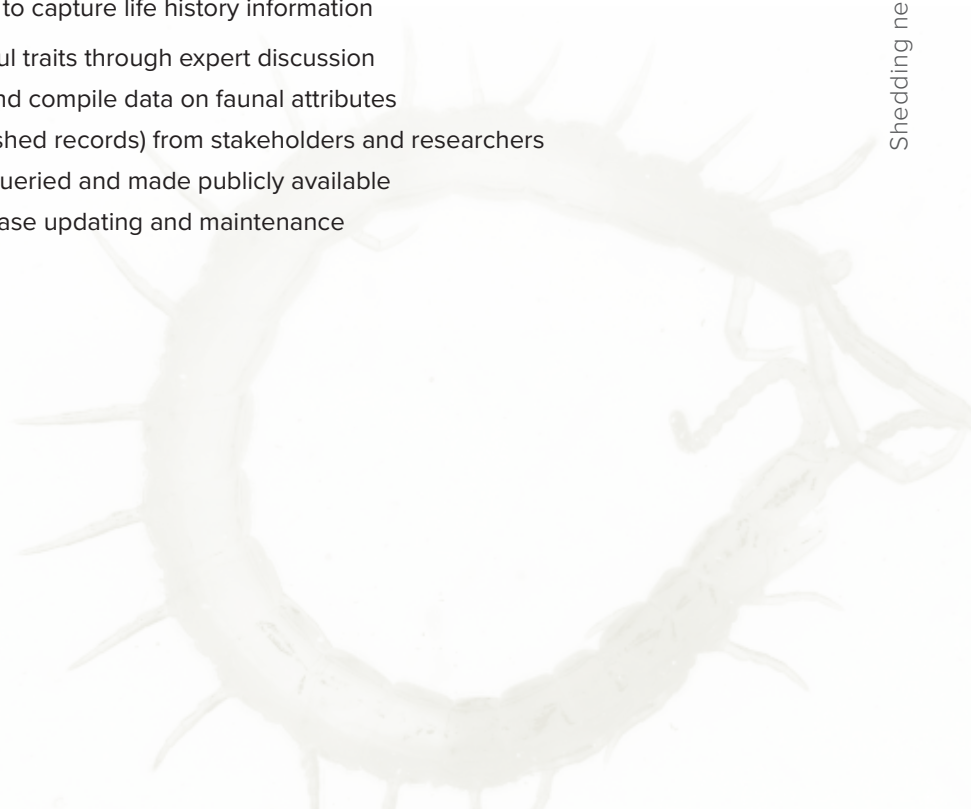 to capture life history information
ul traits through expert discussion
nd compile data on faunal attributes
shed records) from stakeholders and researchers
ueried and made publicly available
ase updating and maintenance
Shedding ne